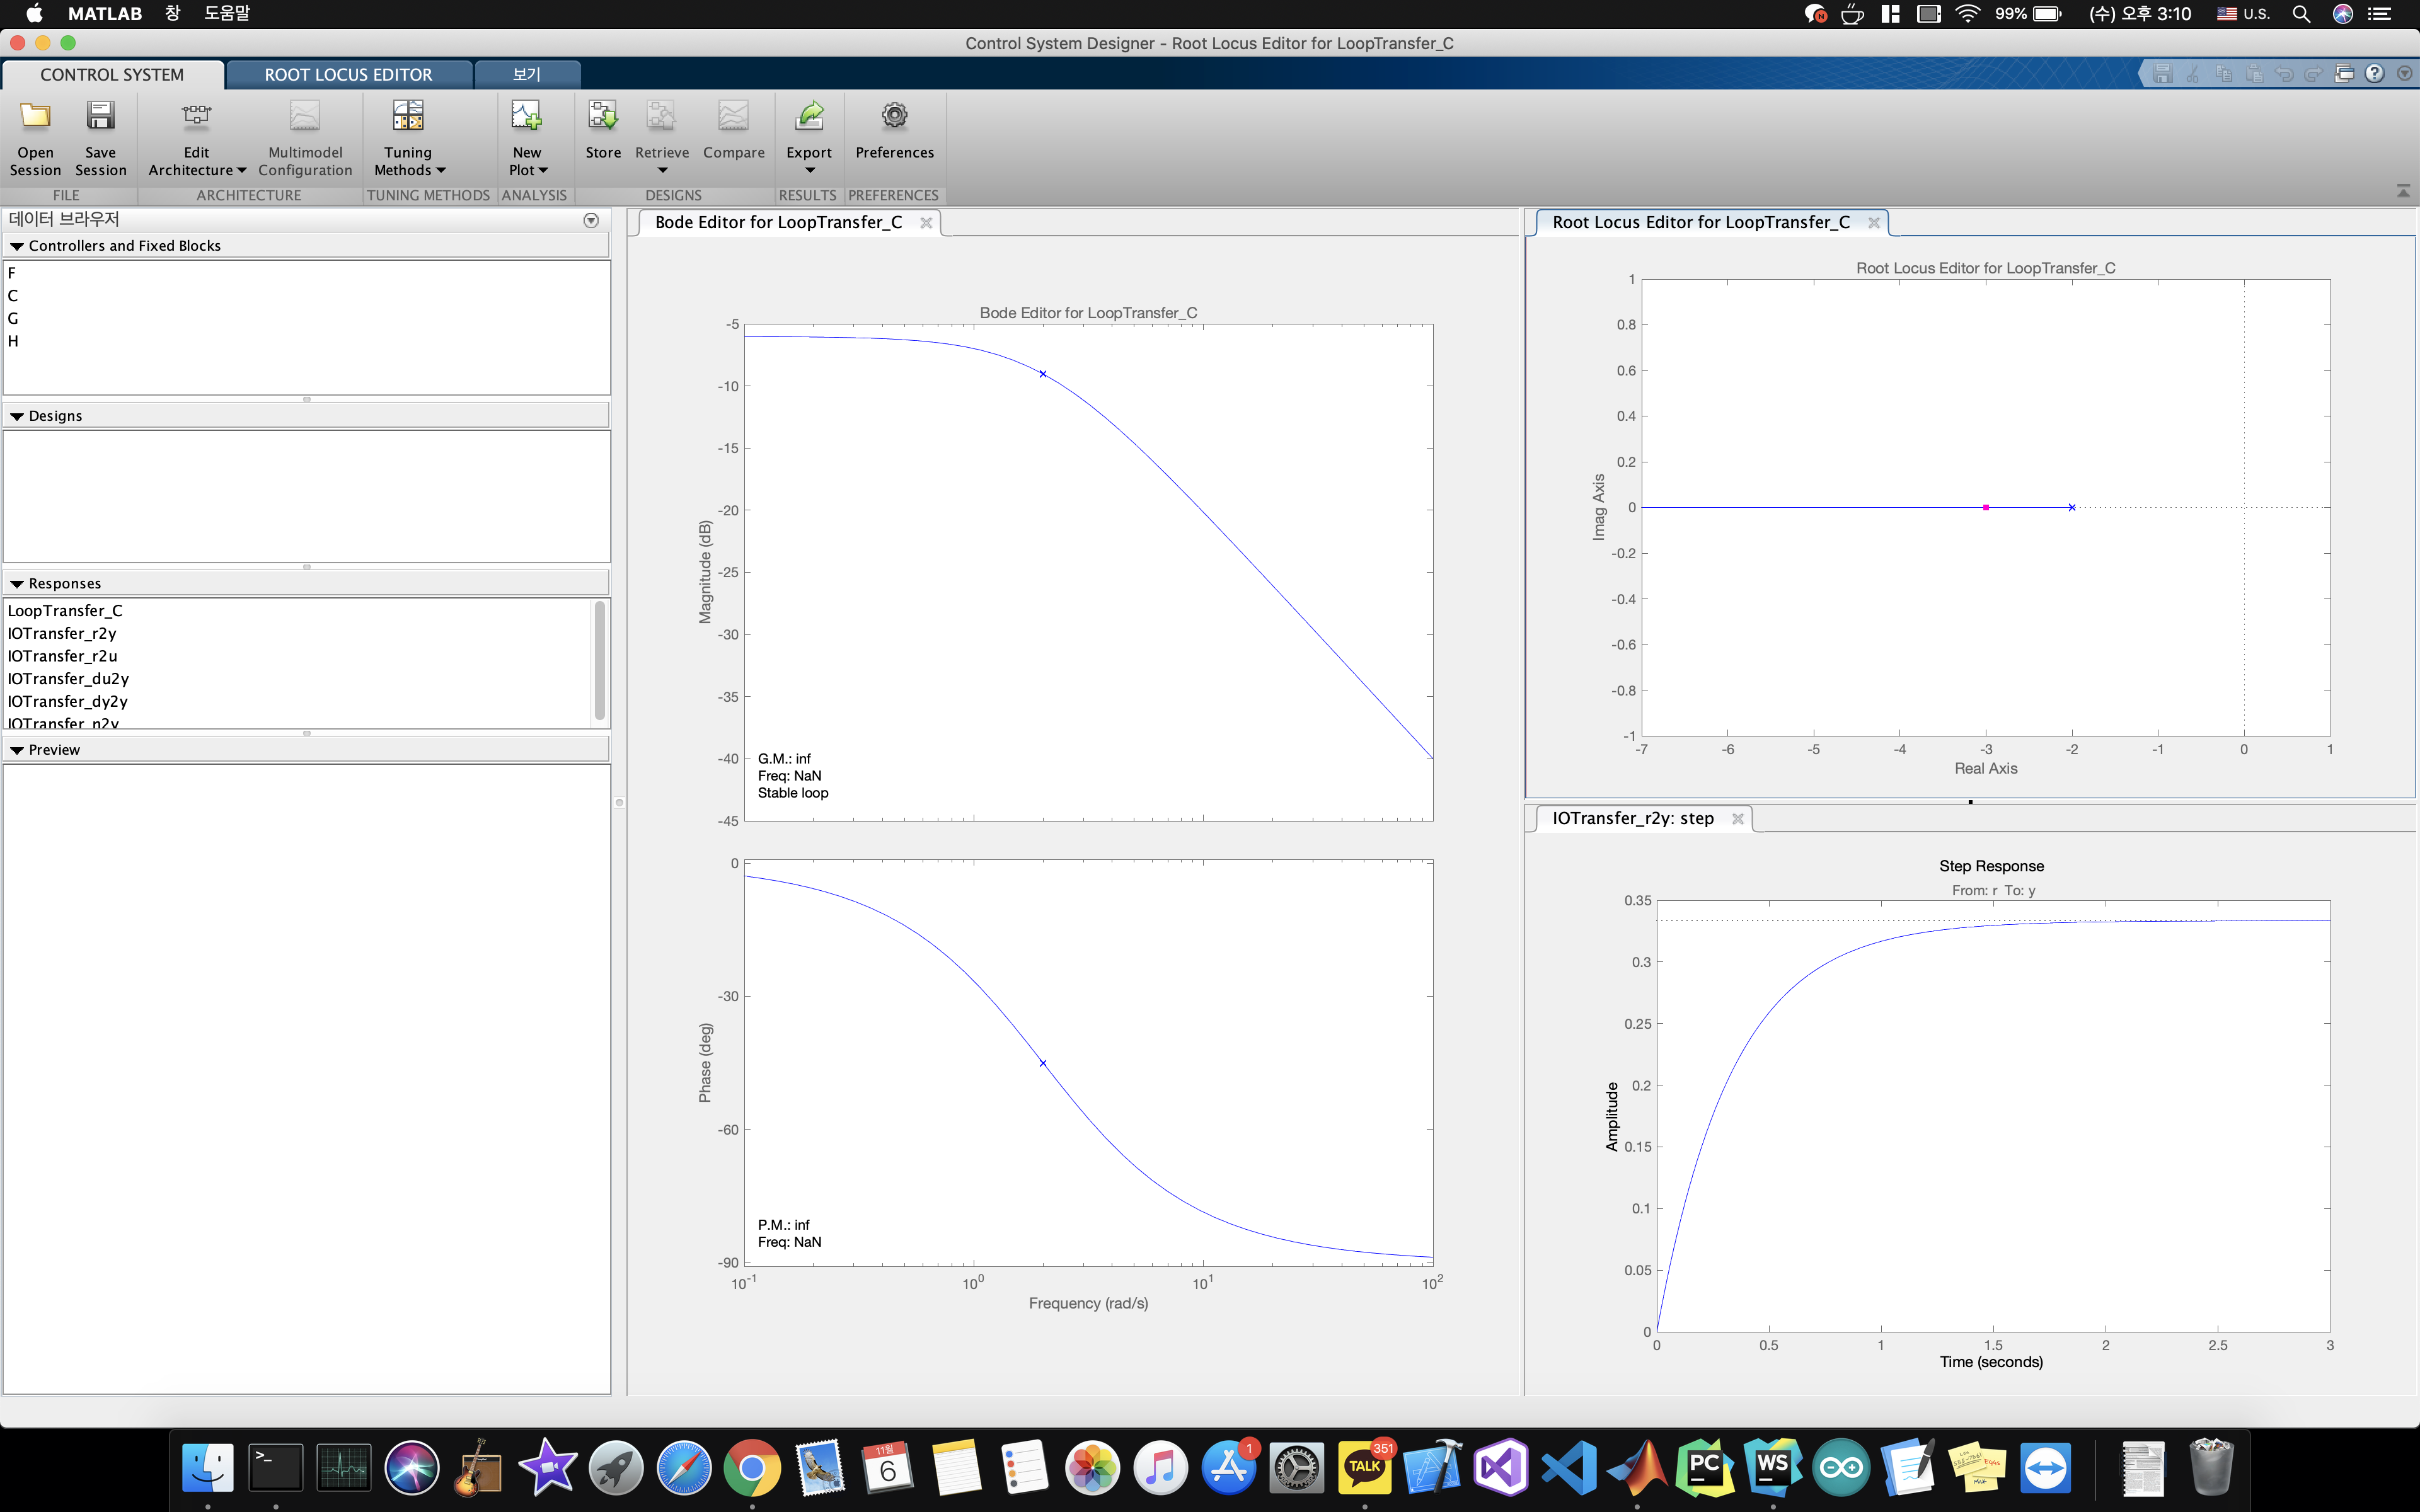 MATLAB 창 도움말
99% (수) 오후 3:10 U.S.
Control System Designer - Root Locus Editor for LoopTransfer_C
CONTROL SYSTEM ROOT LOCUS EDITOR 보기
Open Session
Save Session
Edit Architecture
Multimodel Configuration
Tuning Methods
New Plot
Store
Retrieve
Compare
Export
Preferences
FILE ARCHITECTURE TUNING METHODS ANALYSIS DESIGNS RESULTS PREFERENCES
데이터 브라우저
Controllers and Fixed Blocks
F
C
G
H
Designs
Responses
LoopTransfer_C
IOTransfer_r2y
IOTransfer_r2u
IOTransfer_du2y
IOTransfer_dy2y
IOTransfer_n2y
Preview
Bode Editor for LoopTransfer_C
Bode Editor for LoopTransfer_C
Magnitude (dB)
-5
-10
-15
-20
-25
-30
-35
-40
-45
G.M.: inf
Freq: NaN
Stable loop
Phase (deg)
0
-30
-60
-90
P.M.: inf
Freq: NaN
10-1 100 101 102
Frequency (rad/s)
Root Locus Editor for LoopTransfer_C
Root Locus Editor for LoopTransfer_C
Imag Axis
1
0.8
0.6
0.4
0.2
0
-0.2
-0.4
-0.6
-0.8
-1
-7 -6 -5 -4 -3 -2 -1 0 1
Real Axis
IOTransfer_r2y: step
Step Response
From: r To: y
Amplitude
0.35
0.3
0.25
0.2
0.15
0.1
0.05
0
0 0.5 1 1.5 2 2.5 3
Time (seconds)
11월
6
1
TALK
351
PC
WS